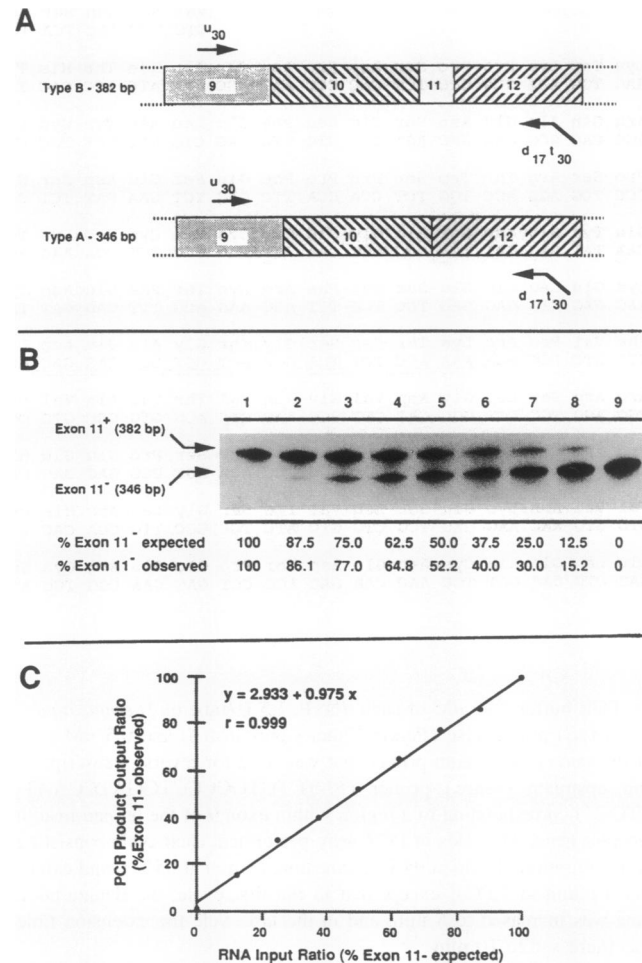 A
u30
Type B - 382 bp
9
10
11
12
d17 t30
u30
Type A - 346 bp
9
10
12
d17 t30
B
1 2 3 4 5 6 7 8 9
Exon 11+ (382 bp)
Exon 11- (346 bp)
% Exon 11- expected 100 87.5 75.0 62.5 50.0 37.5 25.0 12.5 0
% Exon 11- observed 100 86.1 77.0 64.8 52.2 40.0 30.0 15.2
C
y = 2.933 + 0.975 x
r = 0.999
PCR Product Output Ratio
(%Exon 11- observed)
100
80
60
40
20
0
0 20 40 60 80 100
RNA Input Ratio (% Exon 11- expected)